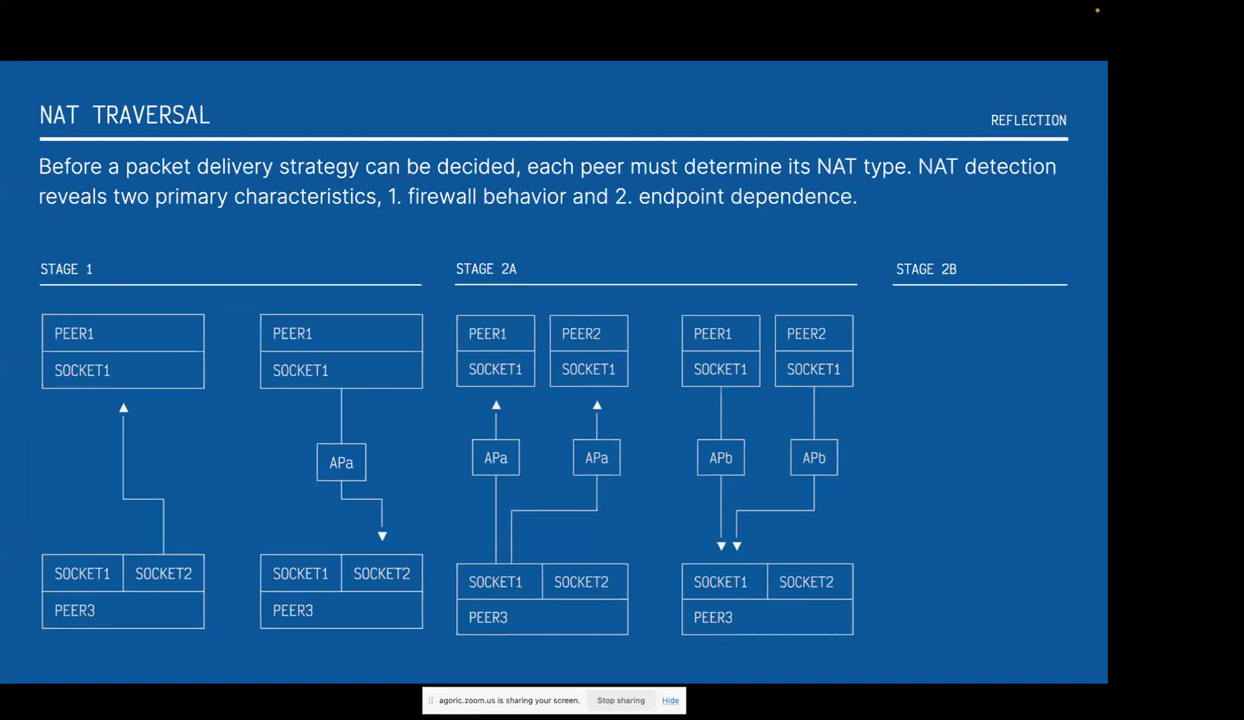 NAT TRAVERSAL
REFLECTION
Before a packet delivery strategy can be decided, each peer must determine its NAT type. NAT detection
reveals two primary characteristics, 1. firewall behavior and 2. endpoint dependence.
STAGE 1
STAGE 2A
STAGE 2B
PEER1
SOCKET1
SOCKET1
SOCKET2
PEER3
PEER1
SOCKET1
APa
SOCKET1
SOCKET2
PEER3
PEER1
PEER2
SOCKET1
SOCKET1
APa
APa
SOCKET1
SOCKET2
PEER3
PEER1
PEER2
SOCKET1
SOCKET1
APb
APb
SOCKET1
SOCKET2
PEER3
agoric.zoom.us is sharing your screen.
Stop sharing
Hide